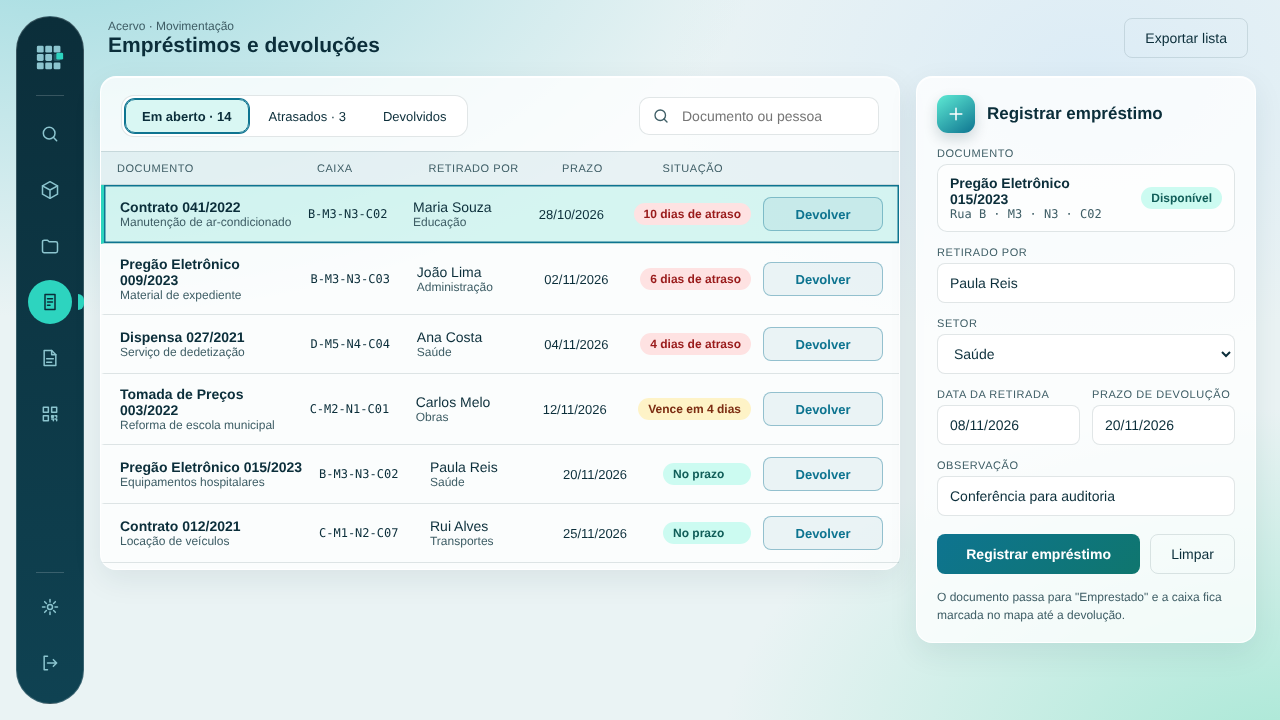 Acervo · Movimentação
Empréstimos e devoluções
Exportar lista
Em aberto · 14
Atrasados · 3
Devolvidos
Documento ou pessoa
DOCUMENTO
CAIXA
RETIRADO POR
PRAZO
SITUAÇÃO
Contrato 041/2022
Manutenção de ar-condicionado
B-M3-N3-C02
Maria Souza
Educação
28/10/2026
10 dias de atraso
Devolver
Pregão Eletrônico
009/2023
Material de expediente
B-M3-N3-C03
João Lima
Administração
02/11/2026
6 dias de atraso
Devolver
Dispensa 027/2021
Serviço de dedetização
D-M5-N4-C04
Ana Costa
Saúde
04/11/2026
4 dias de atraso
Devolver
Tomada de Preços
003/2022
Reforma de escola municipal
C-M2-N1-C01
Carlos Melo
Obras
12/11/2026
Vence em 4 dias
Devolver
Pregão Eletrônico 015/2023
Equipamentos hospitalares
B-M3-N3-C02
Paula Reis
Saúde
20/11/2026
No prazo
Devolver
Contrato 012/2021
Locação de veículos
C-M1-N2-C07
Rui Alves
Transportes
25/11/2026
No prazo
Devolver
Registrar empréstimo
DOCUMENTO
Pregão Eletrônico
015/2023
Rua B · M3 · N3 · C02
Disponível
RETIRADO POR
Paula Reis
SETOR
Saúde
DATA DA RETIRADA
PRAZO DE DEVOLUÇÃO
08/11/2026
20/11/2026
OBSERVAÇÃO
Conferência para auditoria
Registrar empréstimo
Limpar
O documento passa para "Emprestado" e a caixa fica
marcada no mapa até a devolução.